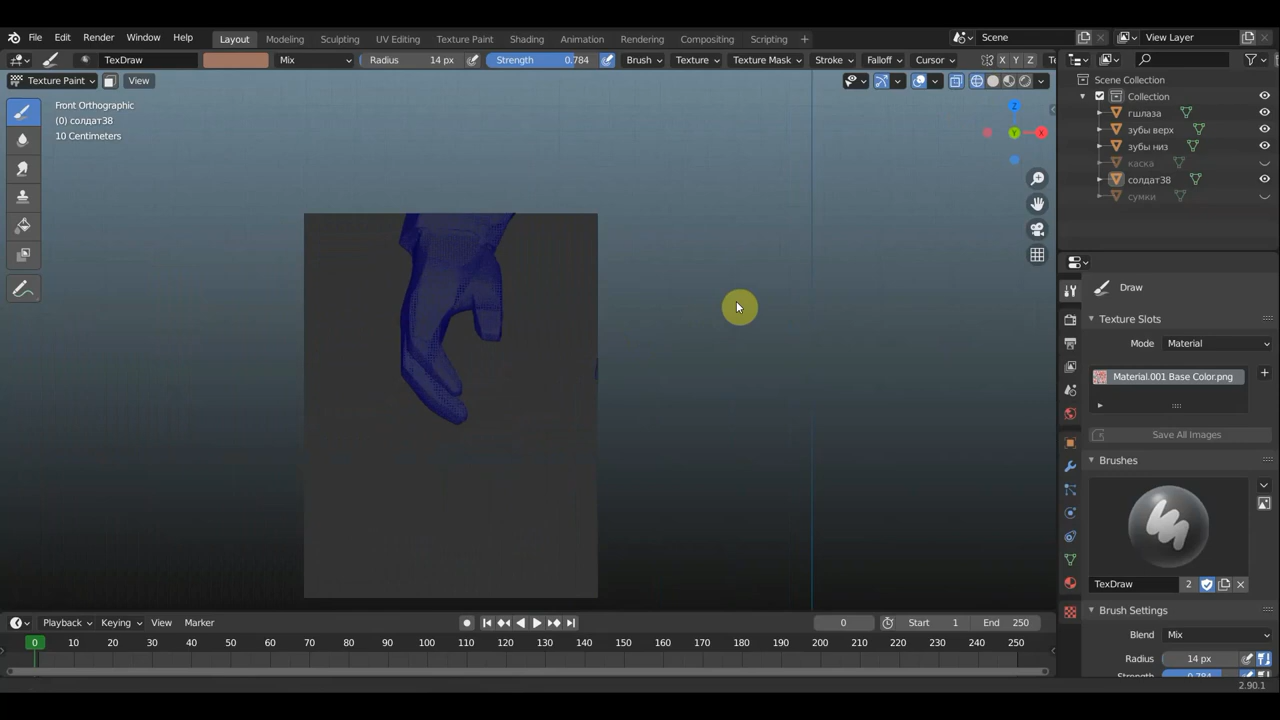 File Edit Render Window Help Layout Modeling Sculpting UV Editing Texture Paint Shading Animation Rendering Compositing Scripting + Scene View Layer
TexDraw Mix Radius 14 px Strength 0.784 Brush Texture Texture Mask Stroke Falloff Cursor X Y Z Te
Texture Paint View
Front Orthographic
(0) солдат38
10 Centimeters
Z
X
Y
Scene Collection
Collection
гшлаза
зубы верх
зубы низ
каска
солдат38
сумки
Draw
Texture Slots
Mode Material
Material.001 Base Color.png
Save All Images
Brushes
TexDraw 2
Brush Settings
Blend Mix
Radius 14 px
Strength 0.784
Playback Keying View Marker 0 Start 1 End 250
0 10 20 30 40 50 60 70 80 90 100 110 120 130 140 150 160 170 180 190 200 210 220 230 240 250
2.90.1